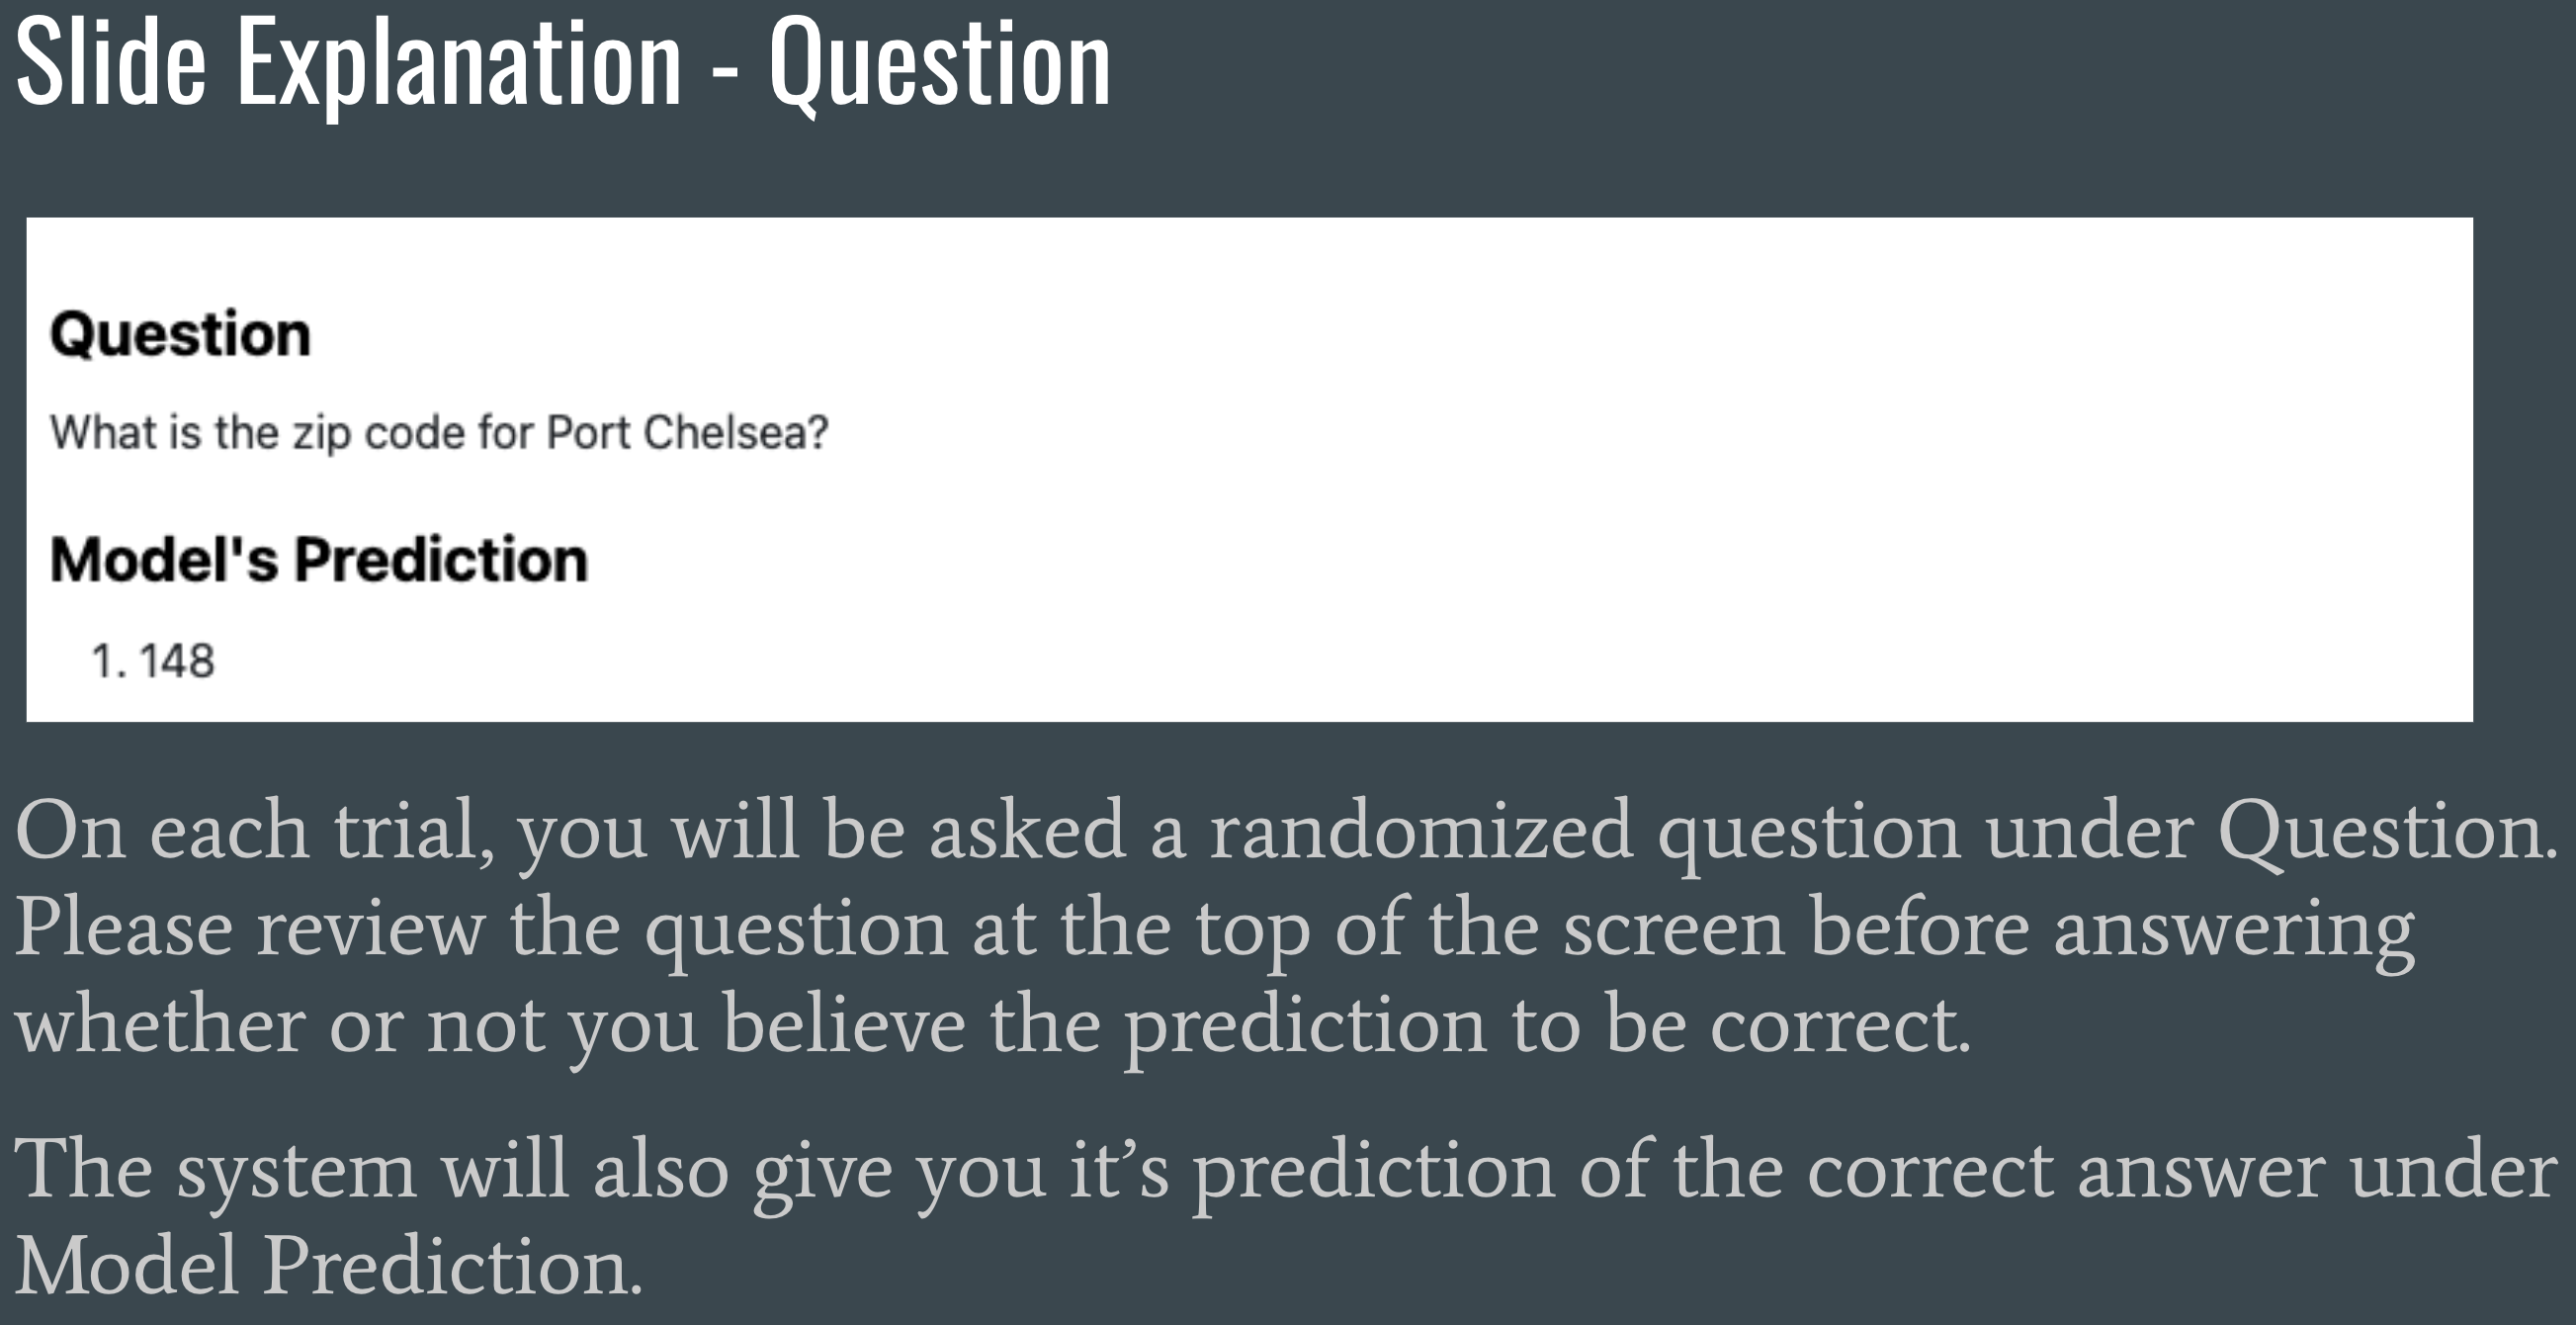 Slide Explanation - Question
Question
What is the zip code for Port Chelsea?
Model's Prediction
1. 148
On each trial, you will be asked a randomized question under Question.
Please review the question at the top of the screen before answering
whether or not you believe the prediction to be correct.
The system will also give you it’s prediction of the correct answer under
Model Prediction.